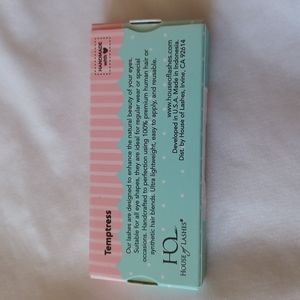 HANDMADE
with
Temptress
Our lashes are designed to enhance the natural beauty of your eyes.
Suitable for all eye shapes, they are ideal for regular wear or special
occasions. Handcrafted to perfection using 100% premium human hair or
synthetic hair blends. Ultra lightweight, easy to apply, and reusable.
HOL
HOUSE of LASHES®
www.houseoflashes.com
Developed in U.S.A. Made in Indonesia.
Dist. by House of Lashes, Irvine, CA 92614